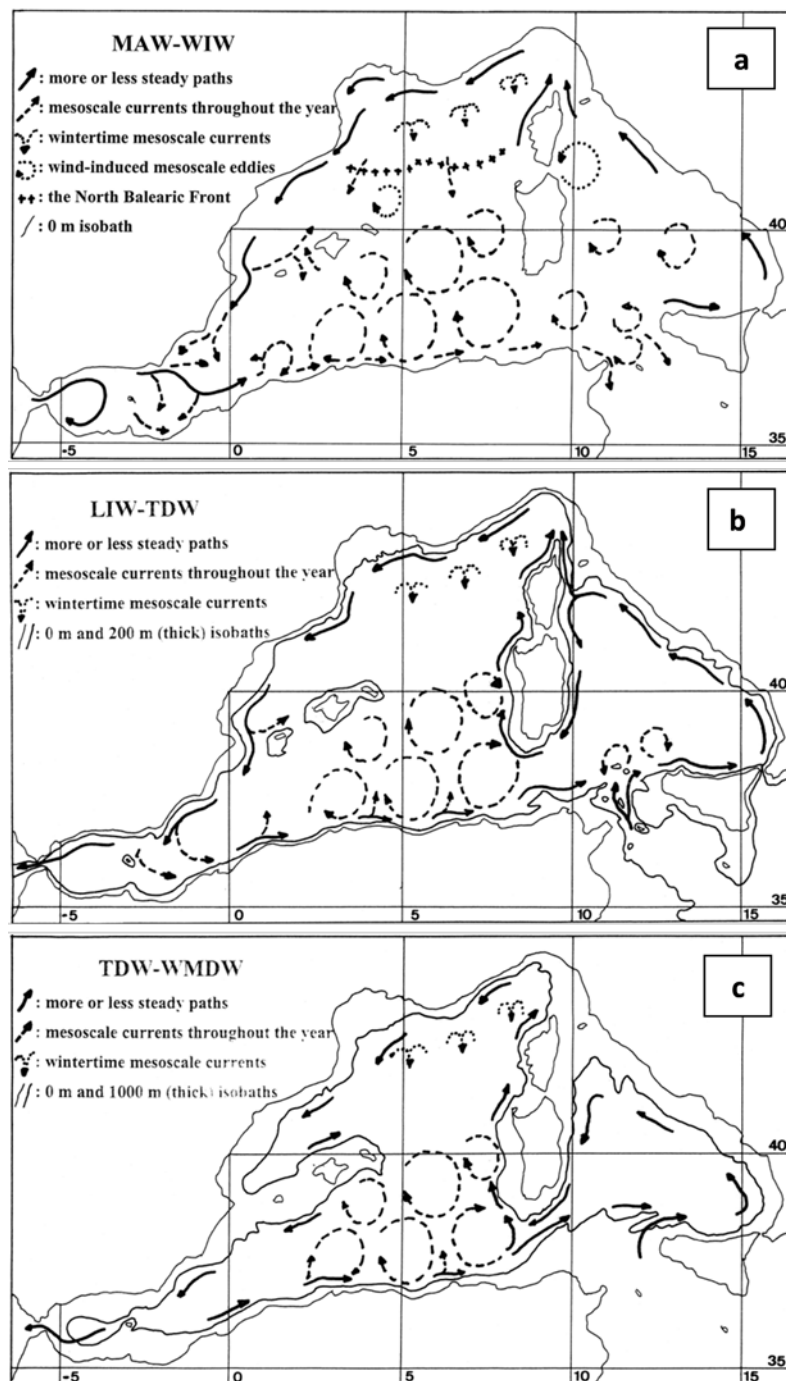 MAW-WIW
a
: more or less steady paths
: mesoscale currents throughout the year
: wintertime mesoscale currents
: wind-induced mesoscale eddies
: the North Balearic Front
: 0 m isobath
40
-5 0 5 10 15 35
LIW-TDW
b
: more or less steady paths
: mesoscale currents throughout the year
: wintertime mesoscale currents
: 0 m and 200 m (thick) isobaths
40
-5 0 5 10 15 35
TDW-WMDW
c
: more or less steady paths
: mesoscale currents throughout the year
: wintertime mesoscale currents
: 0 m and 1000 m (thick) isobaths
40
-5 0 5 10 15 35